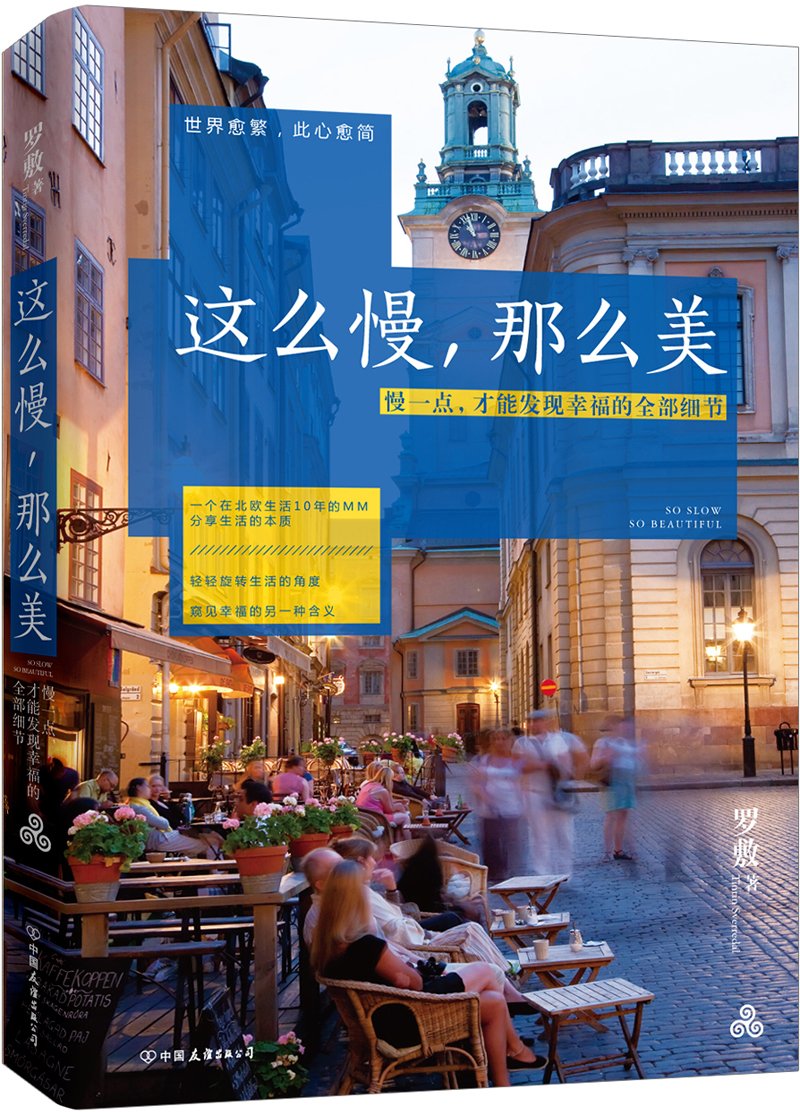 世界愈繁，此心愈简
这么慢，那么美
慢一点，才能发现幸福的全部细节
SO SLOW
SO BEAUTIFUL
一个在北欧生活10年的MM
分享生活的本质
轻轻旋转生活的角度
窥见幸福的另一种含义
罗敷 著
中国友谊出版公司
罗敷 著
这么慢，那么美
SO SLOW
SO BEAUTIFUL
慢一点
才能发现幸福的
全部细节
中国友谊出版公司
KAFFEKOPPEN